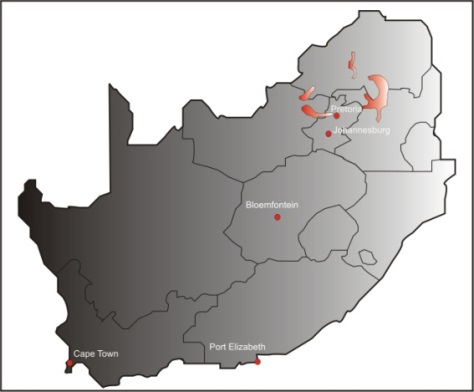 Pretoria
Johannesburg
Bloemfontein
Port Elizabeth
Cape Town